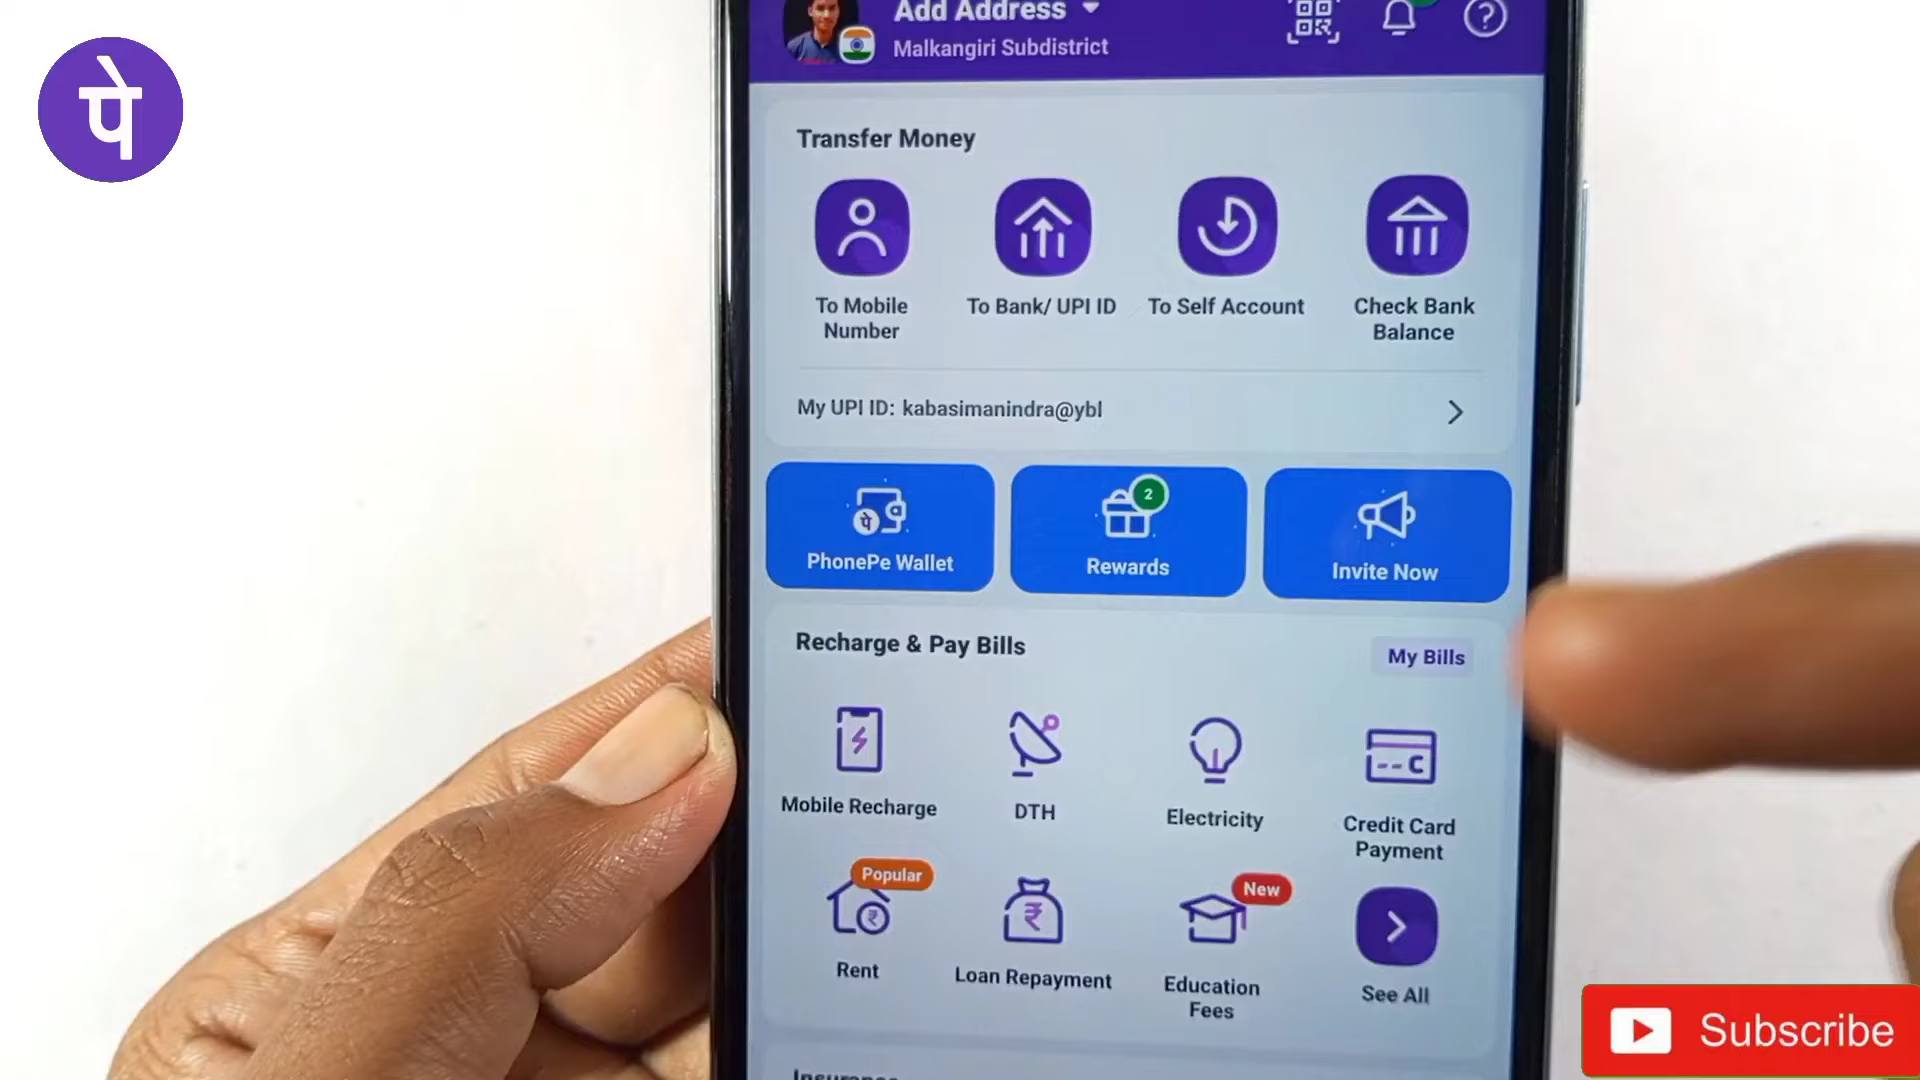 पे
Add Address
Malkangiri Subdistrict
Transfer Money
To Mobile
Number
To Bank/ UPI ID
To Self Account
Check Bank
Balance
My UPI ID: kabasimanindra@ybl
पे
PhonePe Wallet
2
Rewards
Invite Now
Recharge & Pay Bills
My Bills
Mobile Recharge
DTH
Electricity
C
Credit Card
Payment
Popular
₹
Rent
₹
Loan Repayment
New
Education
Fees
See All
Insurance
Subscribe